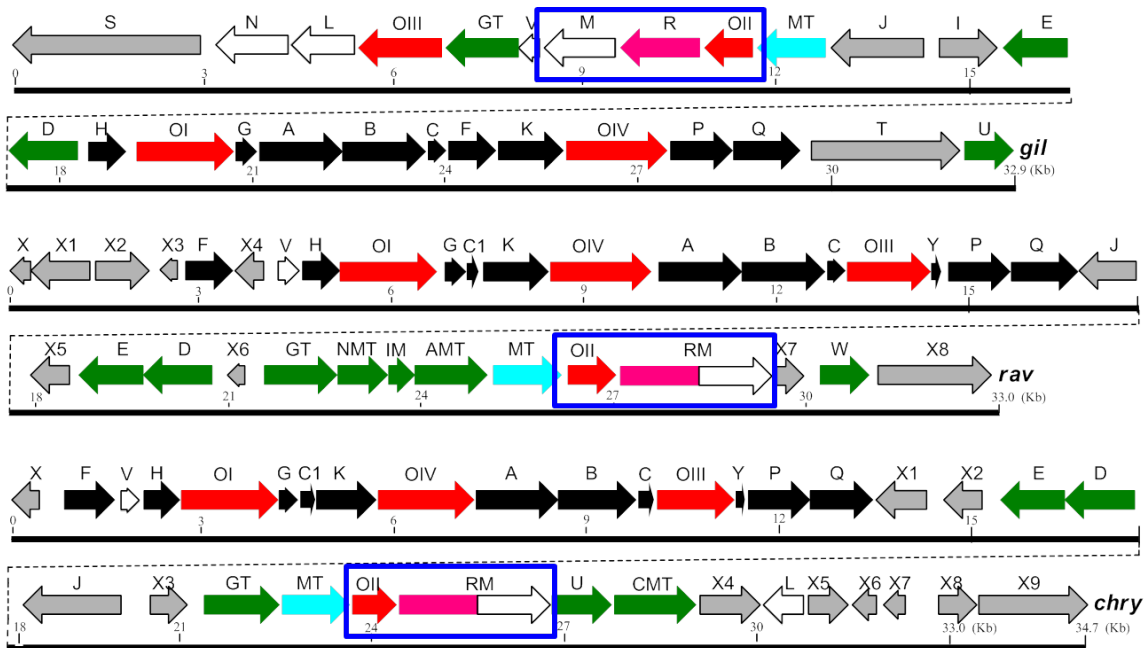 S N L OIII GT V M R OII MT J I E
0 3 6 9 12 15
D H OI G A B C F K OIV P Q T U gil
18 21 24 27 30 32.9 (Kb)
X X1 X2 X3 F X4 V H OI G C1 K OIV A B C OIII Y P Q J
0 3 6 9 12 15
X5 E D X6 GT NMT IM AMT MT OII RM X7 W X8 rav
18 21 24 27 30 33.0 (Kb)
X F V H OI G C1 K OIV A B C OIII Y P Q X1 X2 E D
0 3 6 9 12 15
J X3 GT MT OII RM U CMT X4 L X5 X6 X7 X8 X9 chry
18 21 24 27 30 33.0 (Kb) 34.7 (Kb)